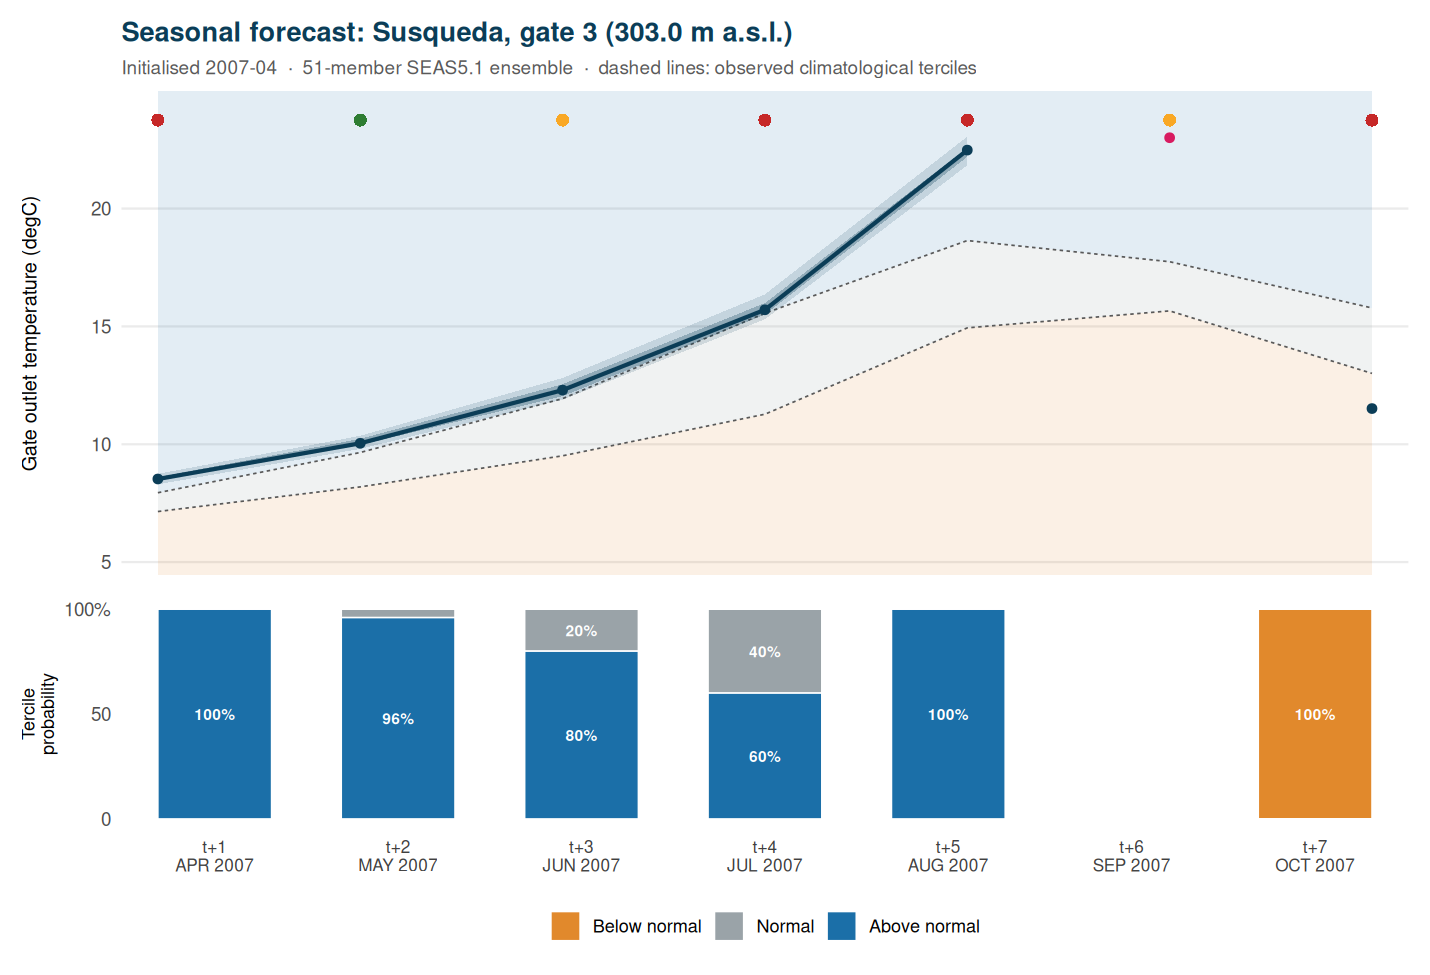 Seasonal forecast: Susqueda, gate 3 (303.0 m a.s.l.)
Initialised 2007-04 · 51-member SEAS5.1 ensemble · dashed lines: observed climatological terciles
Gate outlet temperature (degC)
20
15
10
5
Tercile
probability
100%
50
0
100%
96%
20%
80%
40%
60%
100%
100%
t+1
APR 2007
t+2
MAY 2007
t+3
JUN 2007
t+4
JUL 2007
t+5
AUG 2007
t+6
SEP 2007
t+7
OCT 2007
Below normal
Normal
Above normal